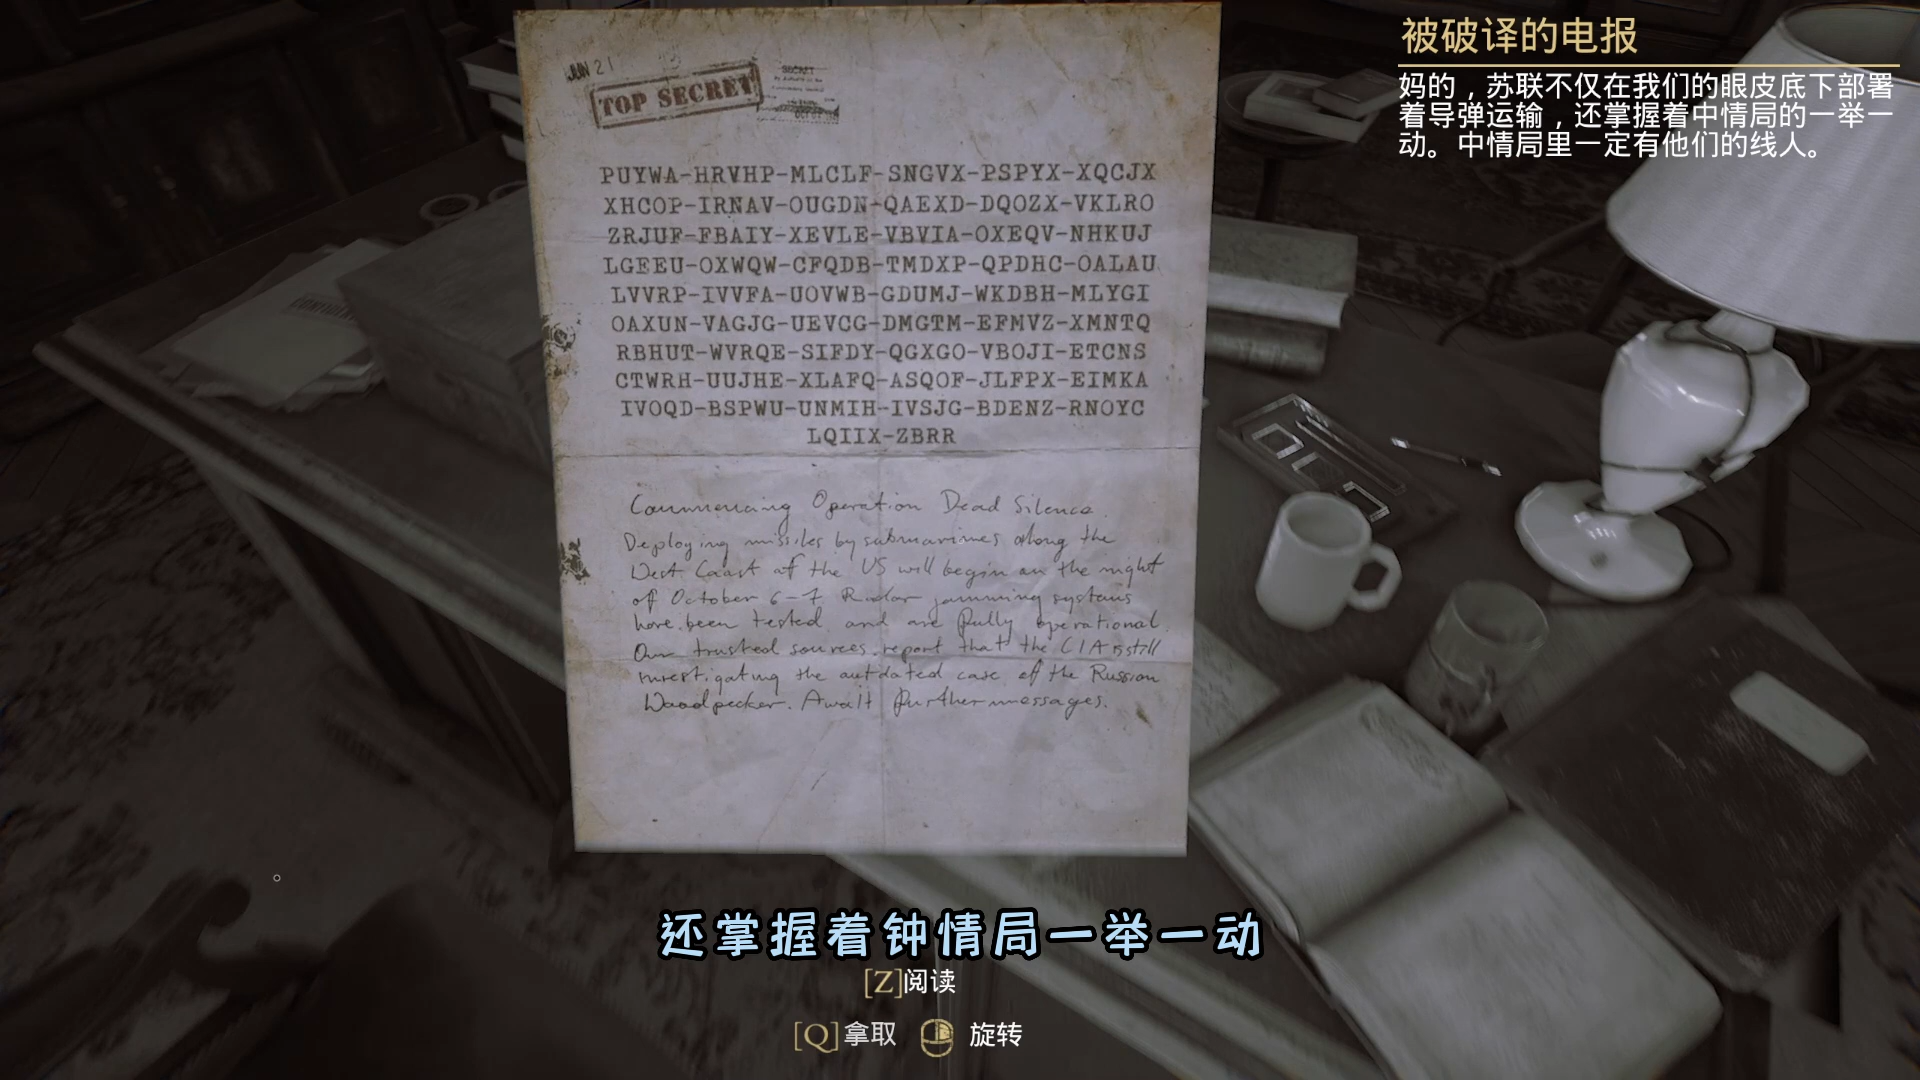 被破译的电报
妈的，苏联不仅在我们的眼皮底下部署
着导弹运输，还掌握着中情局的一举一
动。中情局里一定有他们的线人。
JUN 21
TOP SECRET
SECRET
PUYWA-HRVHP-MLCLF-SNGVX-PSPYX-XQCJX
XHCOP-IRNAV-OUGDN-QAEXD-DQOZX-VKLRO
ZRJUF-FBAIY-XEVLE-VBVIA-OXEQV-NHKUJ
LGEEU-OXWQW-CFQDB-TMDXP-QPDHC-OALAU
LVVRP-IVVFA-UOVWB-GDUMJ-WKDBH-MLYGI
OAXUN-VAGJG-UEVCG-DMGTM-EFMVZ-XMNTQ
RBHUT-WVRQE-SIFDY-QGXGO-VBOJI-ETCNS
CTWRH-UUJHE-XLAFQ-ASQOF-JLFPX-EIMKA
IVOQD-BSPWU-UNMIH-IVSJG-BDENZ-RNOYC
LQIIX-ZBRR
Commencing Operation Dead Silence.
Deploying missiles by submarines along the
West Coast of the US will begin on the night
of October 6-7 Radar jamming systems
have been tested and are fully operational.
Our trusted sources report that the CIA is still
investigating the outdated case of the Russian
Woodpecker. Await further messages.
还掌握着钟情局一举一动
[Z]阅读
[Q]拿取 旋转